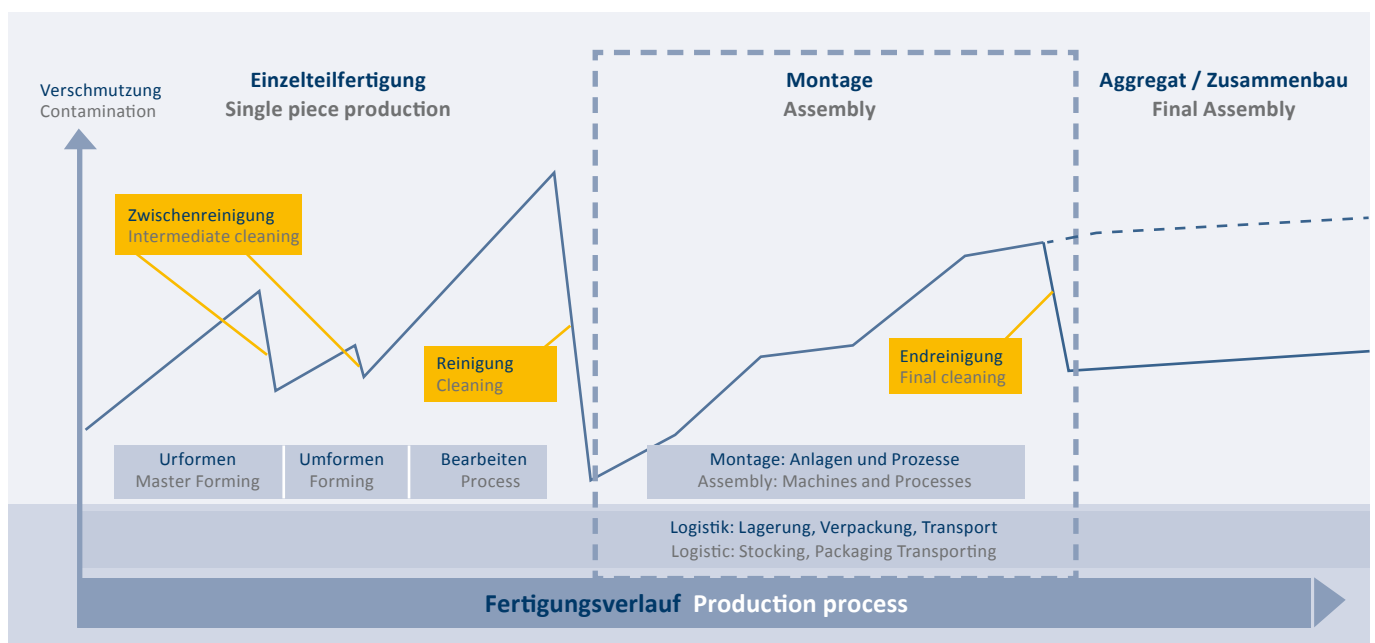 Verschmutzung
Contamination
Einzelteilfertigung
Single piece production
Montage
Assembly
Aggregat / Zusammenbau
Final Assembly
Zwischenreinigung
Intermediate cleaning
Reinigung
Cleaning
Endreinigung
Final cleaning
Urformen
Master Forming
Umformen
Forming
Bearbeiten
Process
Montage: Anlagen und Prozesse
Assembly: Machines and Processes
Logistik: Lagerung, Verpackung, Transport
Logistic: Stocking, Packaging Transporting
Fertigungsverlauf Production process